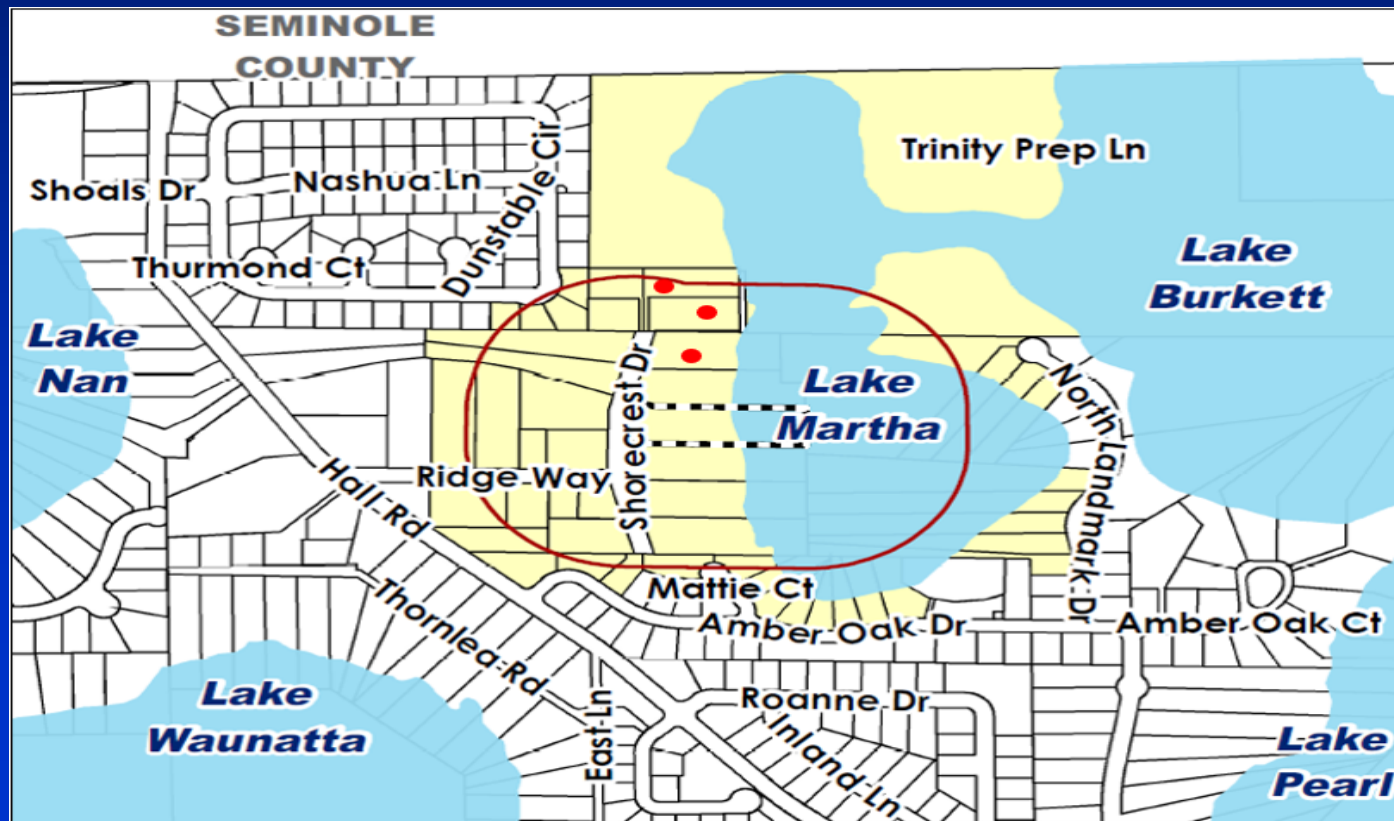 SEMINOLE
COUNTY
Trinity Prep Ln
Shoals Dr
Nashua Ln
Dunstable Cir
Thurmond Ct
Lake
Burkett
Lake
Nan
Shorecrest Dr
Lake
Martha
North Landmark Dr
Ridge Way
Hall Rd
Mattie Ct
Thornlea Rd
Amber Oak Dr
Amber Oak Ct
Lake
Waunatta
East Ln
Roanne Dr
Inland Ln
Lake
Pearl